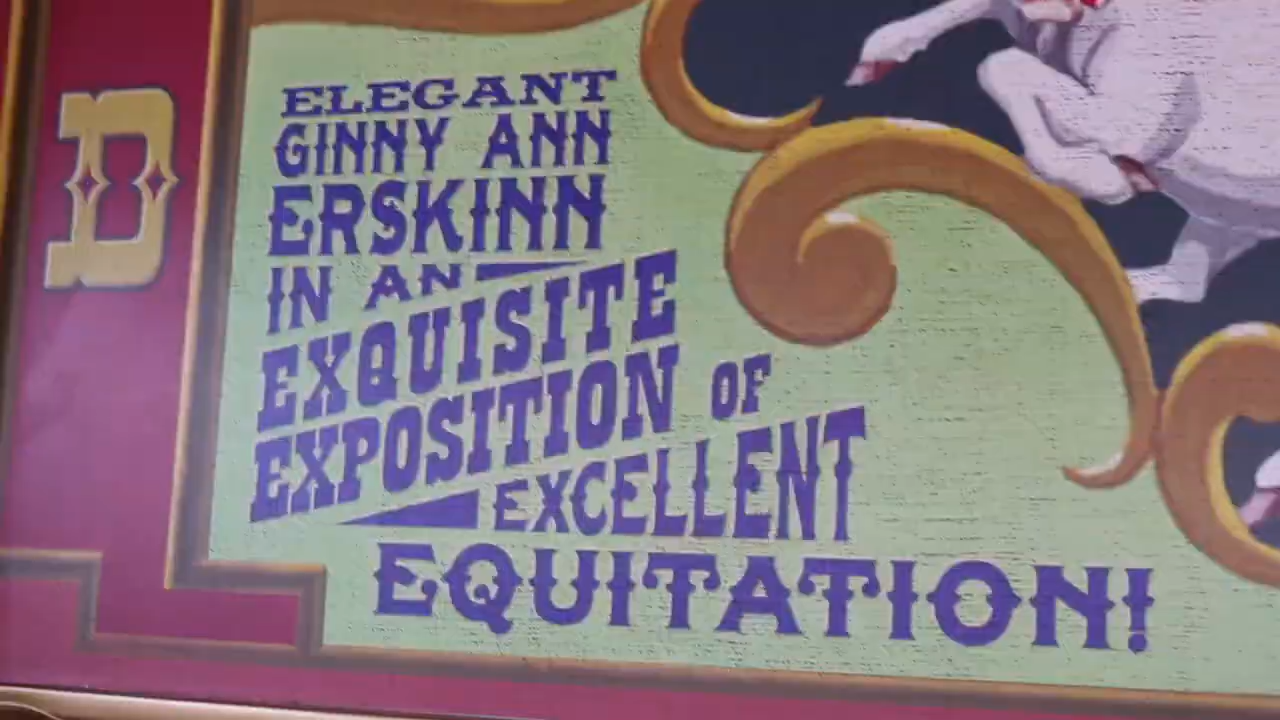 E
ELEGANT
GINNY ANN
ERSKINN
IN AN
EXQUISITE
EXPOSITION OF
EXCELLENT
EQUITATION!